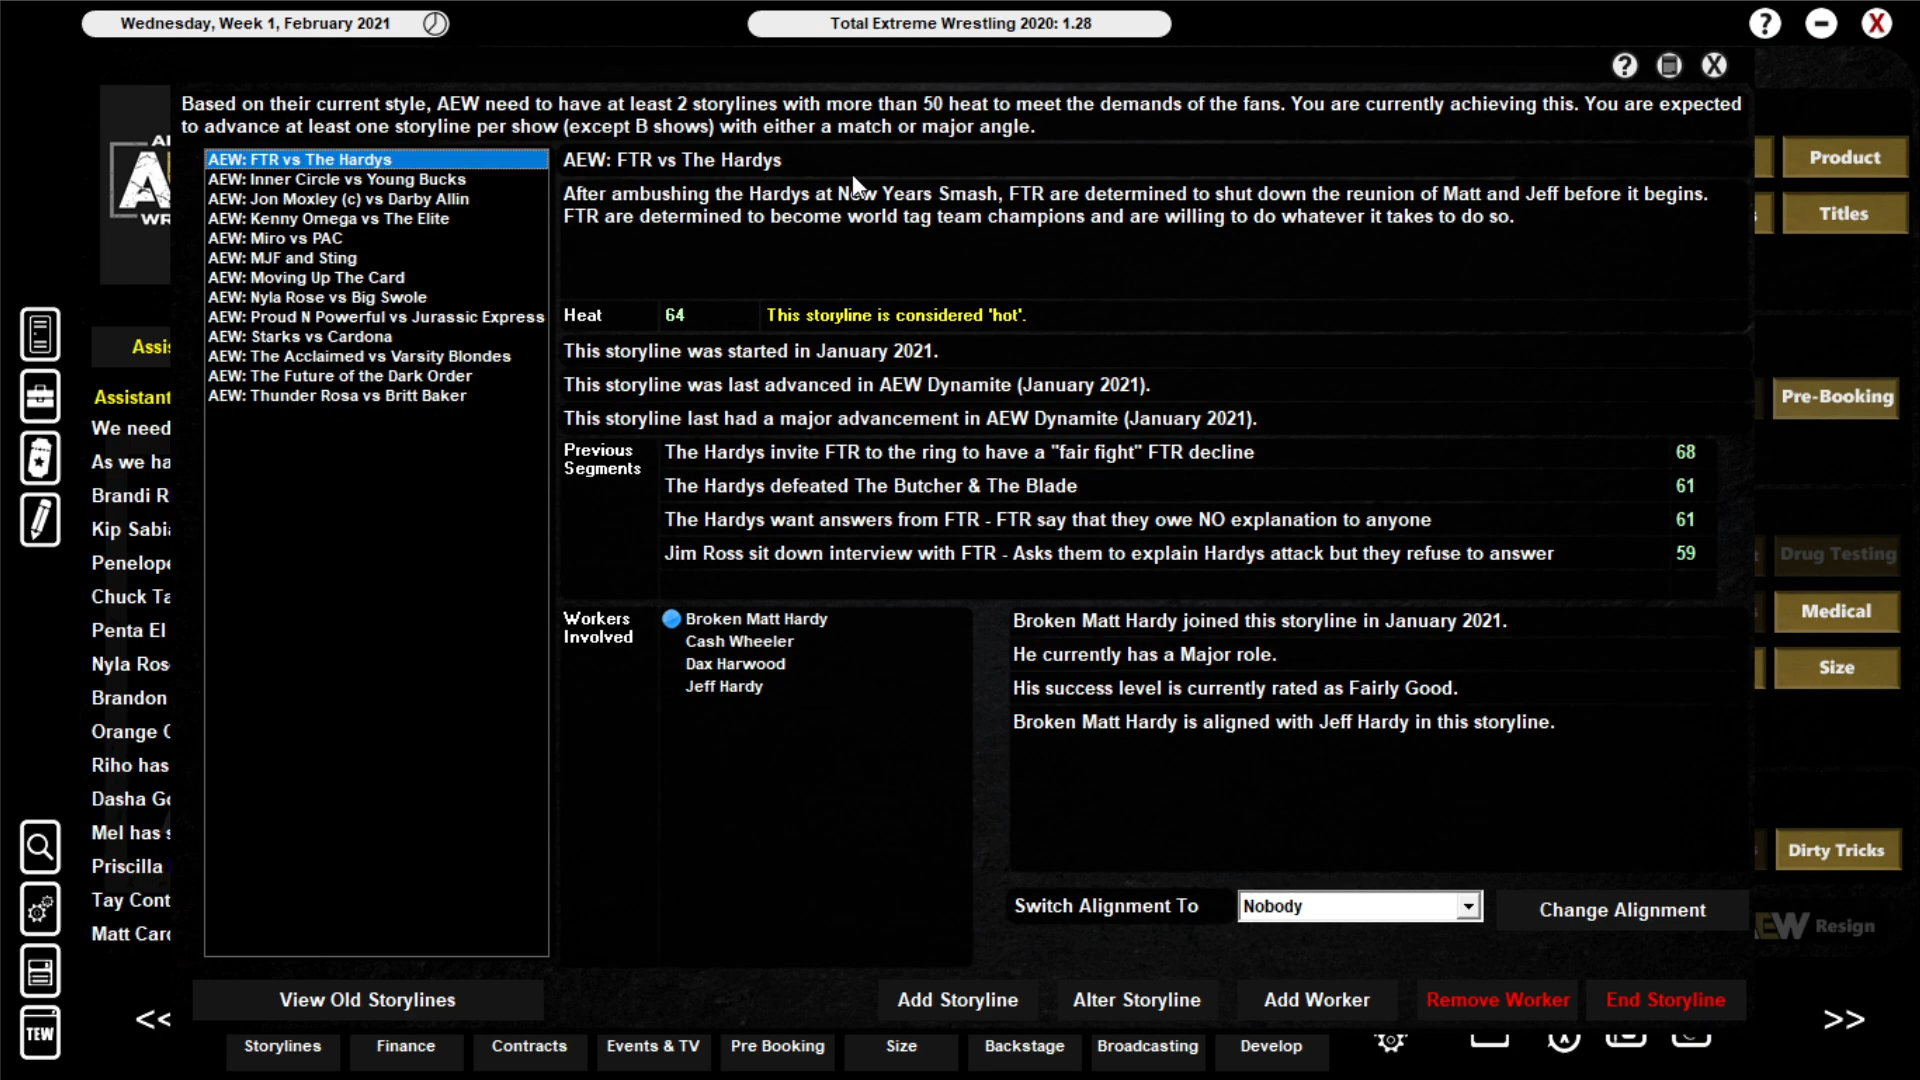 Wednesday, Week 1, February 2021
Total Extreme Wrestling 2020: 1.28
Based on their current style, AEW need to have at least 2 storylines with more than 50 heat to meet the demands of the fans. You are currently achieving this. You are expected
to advance at least one storyline per show (except B shows) with either a match or major angle.
AEW: FTR vs The Hardys
AEW: Inner Circle vs Young Bucks
AEW: Jon Moxley (c) vs Darby Allin
AEW: Kenny Omega vs The Elite
AEW: Miro vs PAC
AEW: MJF and Sting
AEW: Moving Up The Card
AEW: Nyla Rose vs Big Swole
AEW: Proud N Powerful vs Jurassic Express
AEW: Starks vs Cardona
AEW: The Acclaimed vs Varsity Blondes
AEW: The Future of the Dark Order
AEW: Thunder Rosa vs Britt Baker
AEW: FTR vs The Hardys
After ambushing the Hardys at New Years Smash, FTR are determined to shut down the reunion of Matt and Jeff before it begins.
FTR are determined to become world tag team champions and are willing to do whatever it takes to do so.
Heat 64 This storyline is considered 'hot'.
This storyline was started in January 2021.
This storyline was last advanced in AEW Dynamite (January 2021).
This storyline last had a major advancement in AEW Dynamite (January 2021).
Previous
Segments
The Hardys invite FTR to the ring to have a "fair fight" FTR decline 68
The Hardys defeated The Butcher & The Blade 61
The Hardys want answers from FTR - FTR say that they owe NO explanation to anyone 61
Jim Ross sit down interview with FTR - Asks them to explain Hardys attack but they refuse to answer 59
Workers
Involved
Broken Matt Hardy
Cash Wheeler
Dax Harwood
Jeff Hardy
Broken Matt Hardy joined this storyline in January 2021.
He currently has a Major role.
His success level is currently rated as Fairly Good.
Broken Matt Hardy is aligned with Jeff Hardy in this storyline.
Switch Alignment To Nobody Change Alignment
View Old Storylines Add Storyline Alter Storyline Add Worker Remove Worker End Storyline
Assistant
We need
As we ha
Brandi R
Kip Sabi
Penelope
Chuck Ta
Penta El
Nyla Ros
Brandon
Orange C
Riho has
Dasha Go
Mel has s
Priscilla
Tay Cont
Matt Card
Product
Titles
Pre-Booking
Drug Testing
Medical
Size
Dirty Tricks
EW Resign
TEW
<< >>
Storylines Finance Contracts Events & TV Pre Booking Size Backstage Broadcasting Develop